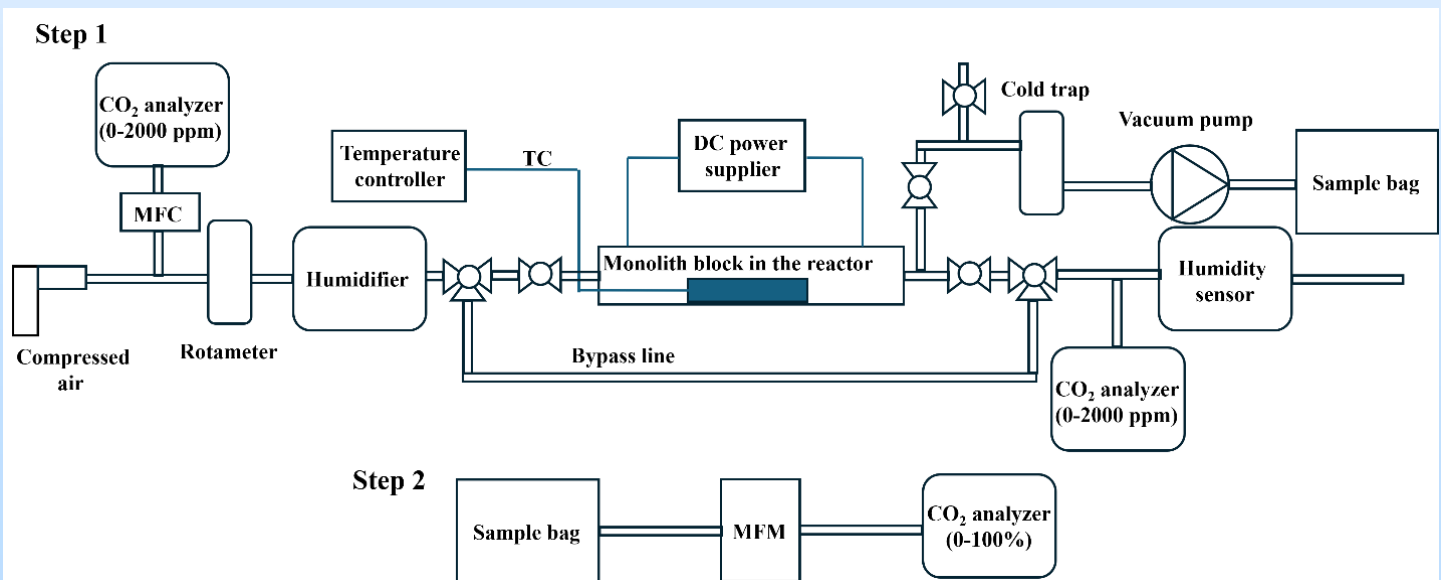 Step 1
CO₂ analyzer
(0-2000 ppm)
MFC
Compressed
air
Rotameter
Humidifier
Temperature
controller
TC
DC power
supplier
Monolith block in the reactor
Bypass line
Cold trap
Vacuum pump
Sample bag
Humidity
sensor
CO₂ analyzer
(0-2000 ppm)
Step 2
Sample bag
MFM
CO₂ analyzer
(0-100%)